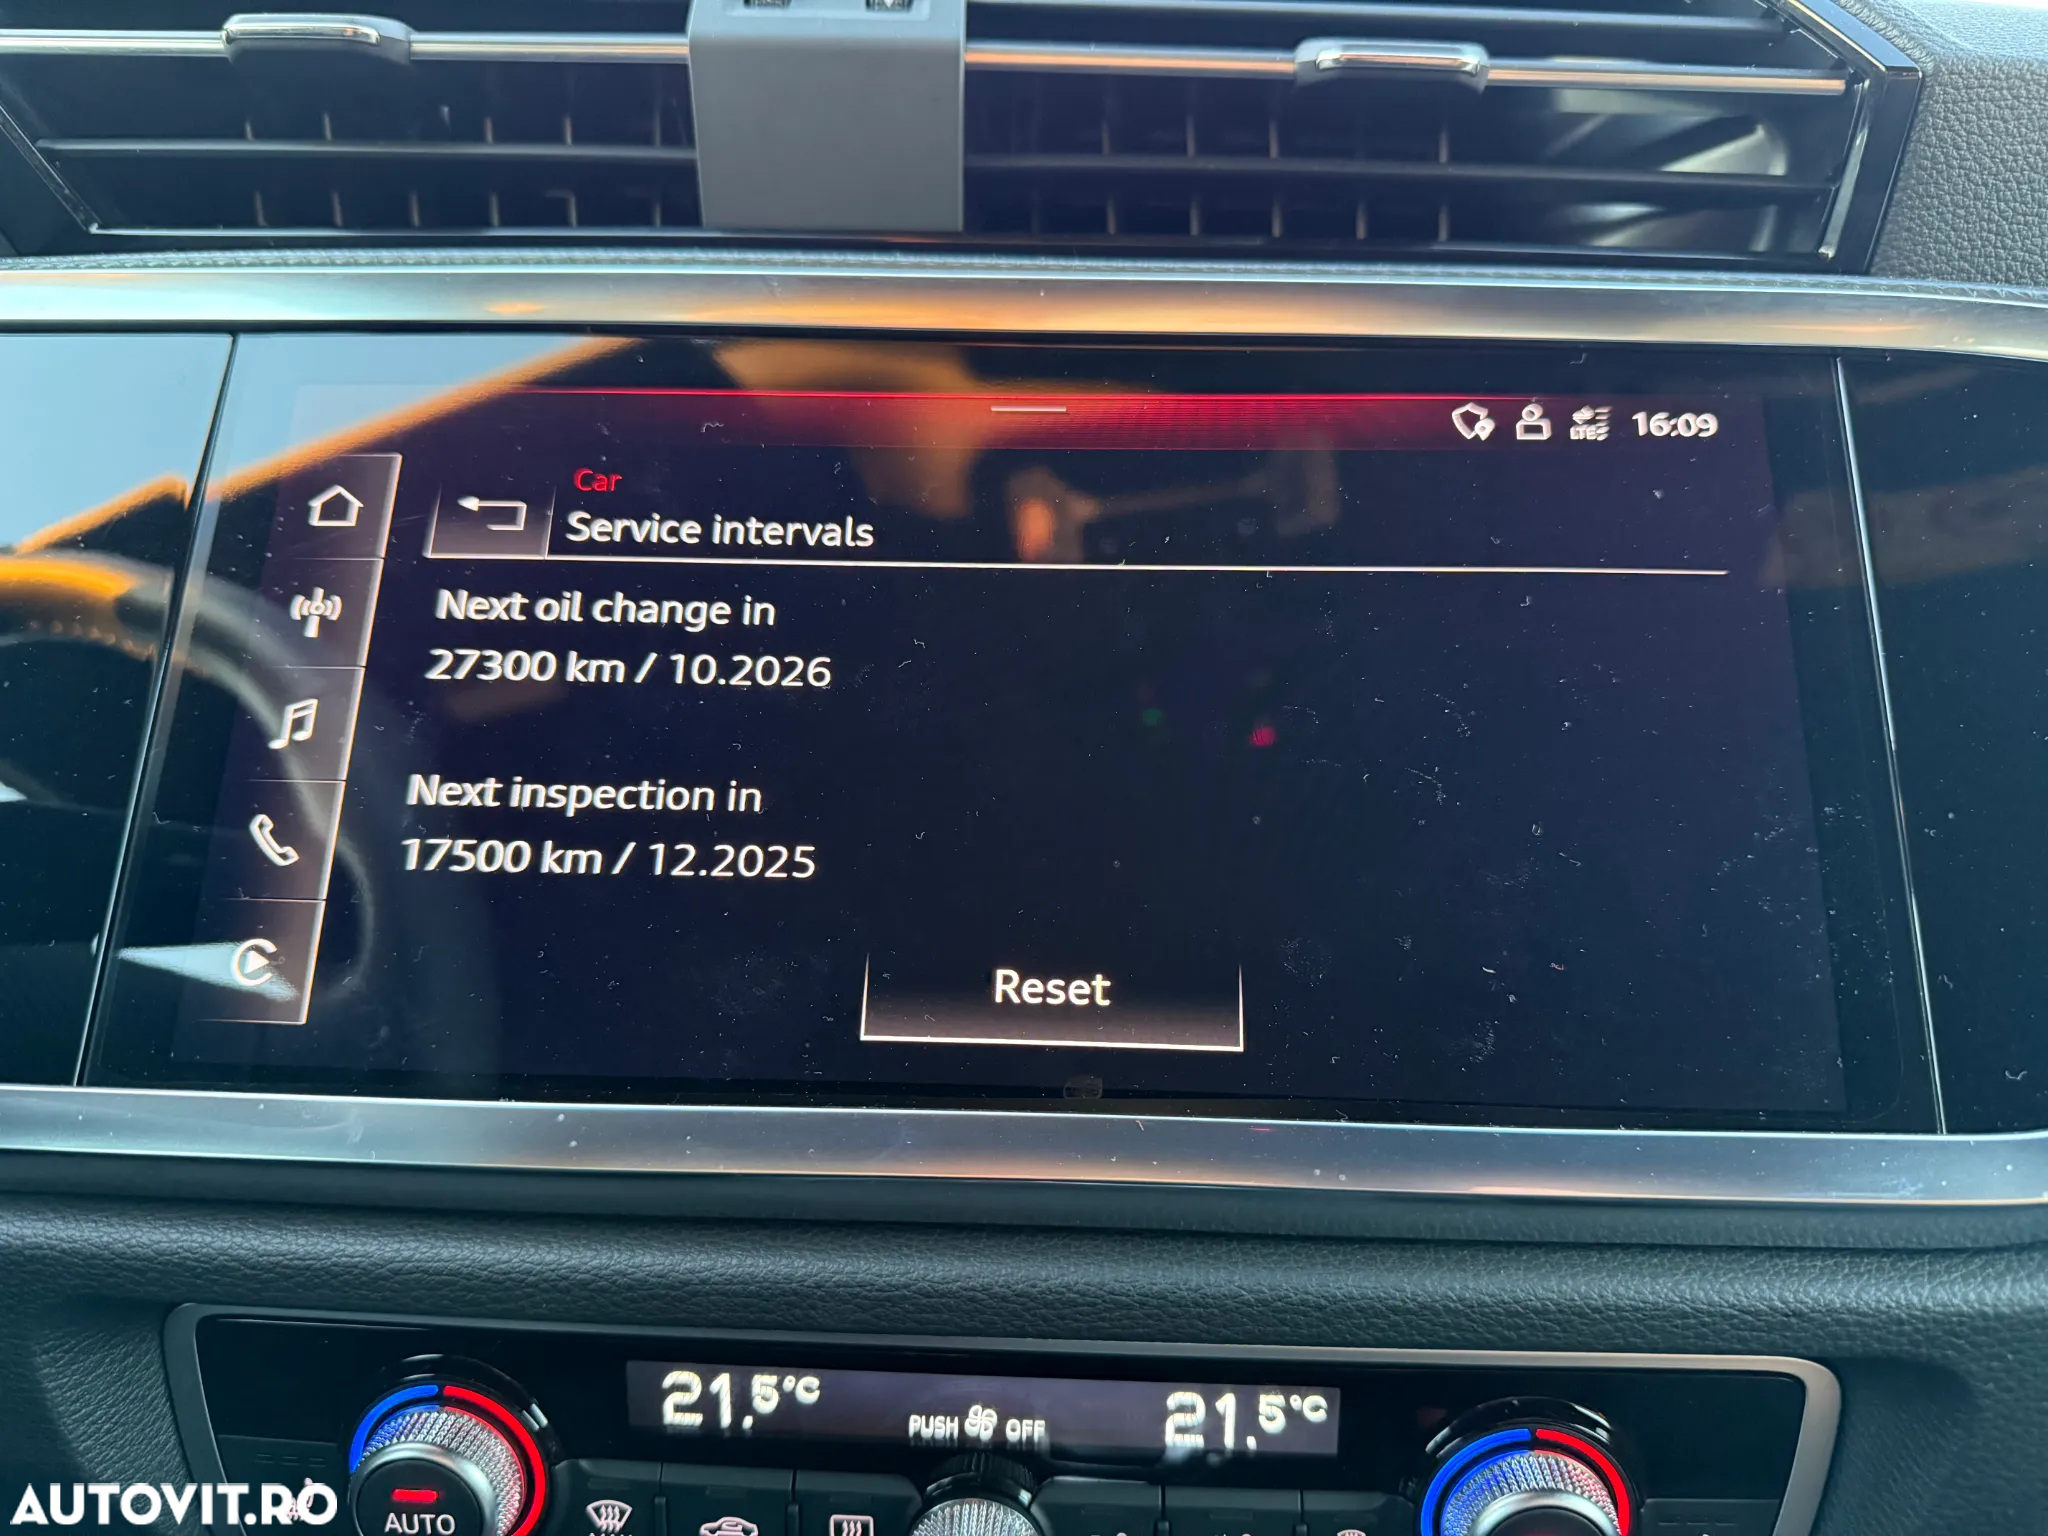 LTE 16:09
Car
Service intervals
Next oil change in
27300 km / 10.2026
Next inspection in
17500 km / 12.2025
Reset
21.5°C PUSH OFF 21.5°C
AUTO
AUTOVIT.RO